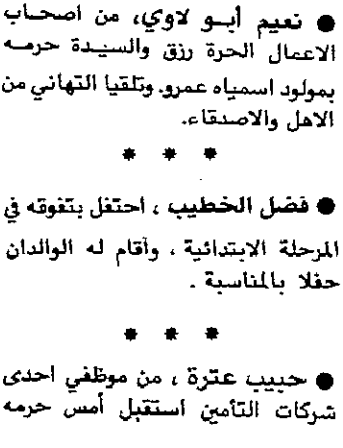 ● نعيم أبو لاوي، من اصحاب
الاعمال الحرة رزق والسيدة حرمه
بمولود اسمياه عمرو. وتلقيا التهاني من
الاهل والاصدقاء.
* * *
● فضل الخطيب ، احتفل بتفوقه في
المرحلة الابتدائية ، وأقام له الوالدان
حفلا بالمناسبة .
* * *
● حبيب عترة ، من موظفي احدى
شركات التأمين استقبل أمس حرمه